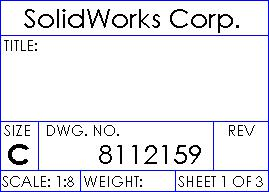 SolidWorks Corp.
TITLE:
SIZE DWG. NO. REV
C 8112159
SCALE: 1:8 WEIGHT: SHEET 1 OF 3